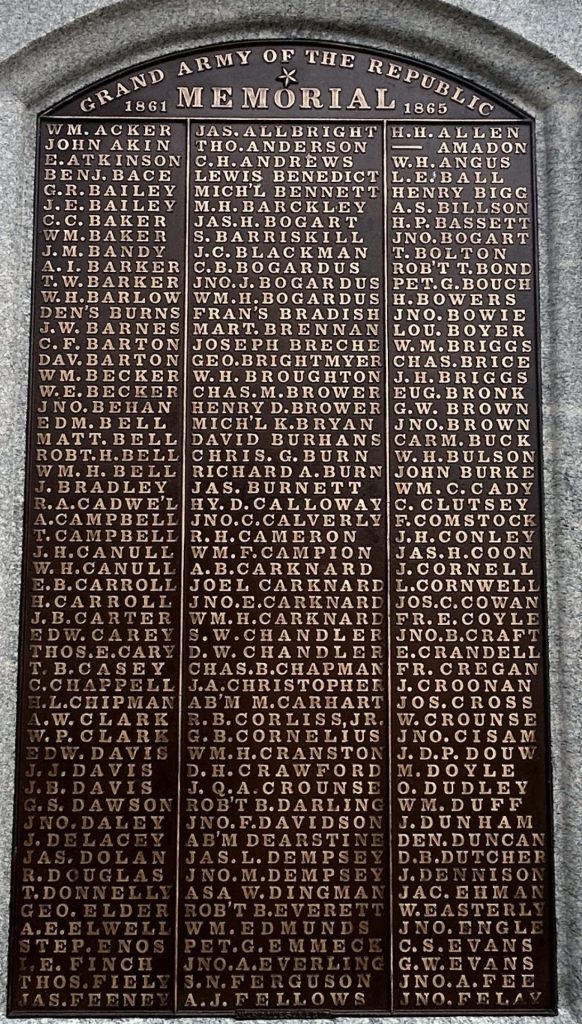 GRAND ARMY OF THE REPUBLIC
1861 MEMORIAL 1865
WM. ACKER
JOHN AKIN
E. ATKINSON
BENJ. BACE
G.R. BAILEY
J.E. BAILEY
C.C. BAKER
WM. BAKER
J.M. BANDY
A.I. BARKER
T.W. BARKER
W.H. BARLOW
DEN'S BURNS
J.W. BARNES
C.F. BARTON
DAV. BARTON
WM. BECKER
W.E. BECKER
JNO. BEHAN
EDM. BELL
MATT. BELL
ROBT. H. BELL
WM. H. BELL
J. BRADLEY
R.A. CADWE'L
A. CAMPBELL
T. CAMPBELL
J.H. CANULL
W.H. CANULL
E.B. CARROLL
H. CARROLL
J.B. CARTER
EDW. CAREY
THOS. E. CARY
T.B. CASEY
C. CHAPPELL
H.L. CHIPMAN
A.W. CLARK
W.P. CLARK
EDW. DAVIS
J.J. DAVIS
J.B. DAVIS
G.S. DAWSON
JNO. DALEY
J. DELACEY
JAS. DOLAN
R. DOUGLAS
T. DONNELLY
GEO. ELDER
A.E. ELWELL
STEP. ENOS
I.E. FINCH
THOS. FIELY
JAS. FEENEY
JAS. ALLBRIGHT
THO. ANDERSON
C.H. ANDREWS
LEWIS BENEDICT
MICH'L BENNETT
M.H. BARCKLEY
JAS. H. BOGART
S. BARRISKILL
J.C. BLACKMAN
C.B. BOGARDUS
JNO. J. BOGARDUS
WM. H. BOGARDUS
FRAN'S BRADISH
MART. BRENNAN
JOSEPH BRECHE
GEO. BRIGHTMYER
W.H. BROUGHTON
CHAS. M. BROWER
HENRY D. BROWER
MICH'L K. BRYAN
DAVID BURHANS
CHRIS. G. BURN
RICHARD A. BURN
JAS. BURNETT
HY. D. CALLOWAY
JNO. C. CALVERLY
R.H. CAMERON
WM. F. CAMPION
A.B. CARKNARD
JOEL CARKNARD
JNO. E. CARKNARD
WM. H. CARKNARD
S.W. CHANDLER
D.W. CHANDLER
CHAS. B. CHAPMAN
J.A. CHRISTOPHER
AB'M M. CARHART
R.B. CORLISS, JR.
G.B. CORNELIUS
WM. H. CRANSTON
D.H. CRAWFORD
J.Q.A. CROUNSE
ROB'T B. DARLING
JNO. F. DAVIDSON
AB'M DEARSTINE
JAS. L. DEMPSEY
JNO. M. DEMPSEY
ASA W. DINGMAN
ROB'T B. EVERETT
WM. EDMUNDS
PET. G. EMMECK
JNO. A. EVERLING
S.N. FERGUSON
A.J. FELLOWS
H.H. ALLEN
— AMADON
W.H. ANGUS
L.E. BALL
HENRY BIGG
A.S. BILLSON
H.P. BASSETT
JNO. BOGART
T. BOLTON
ROB'T T. BOND
PET. G. BOUCH
H. BOWERS
JNO. BOWIE
LOU. BOYER
W.M. BRIGGS
CHAS. BRICE
J.H. BRIGGS
EUG. BRONK
G.W. BROWN
JNO. BROWN
CARM. BUCK
W.H. BULSON
JOHN BURKE
WM. C. CADY
C. CLUTSEY
F. COMSTOCK
J.H. CONLEY
JAS. H. COON
J. CORNELL
L. CORNWELL
JOS. C. COWAN
FR. E. COYLE
JNO. B. CRAFT
E. CRANDELL
FR. CREGAN
J. CROONAN
JOS. CROSS
W. CROUNSE
JNO. CISAM
J.D.P. DOUW
M. DOYLE
O. DUDLEY
WM. DUFF
J. DUNHAM
DEN. DUNCAN
D.B. DUTCHER
J. DENNISON
JAC. EHMAN
W. EASTERLY
JNO. ENGLE
C.S. EVANS
G.W. EVANS
JNO. A. FEE
JNO. FELAY